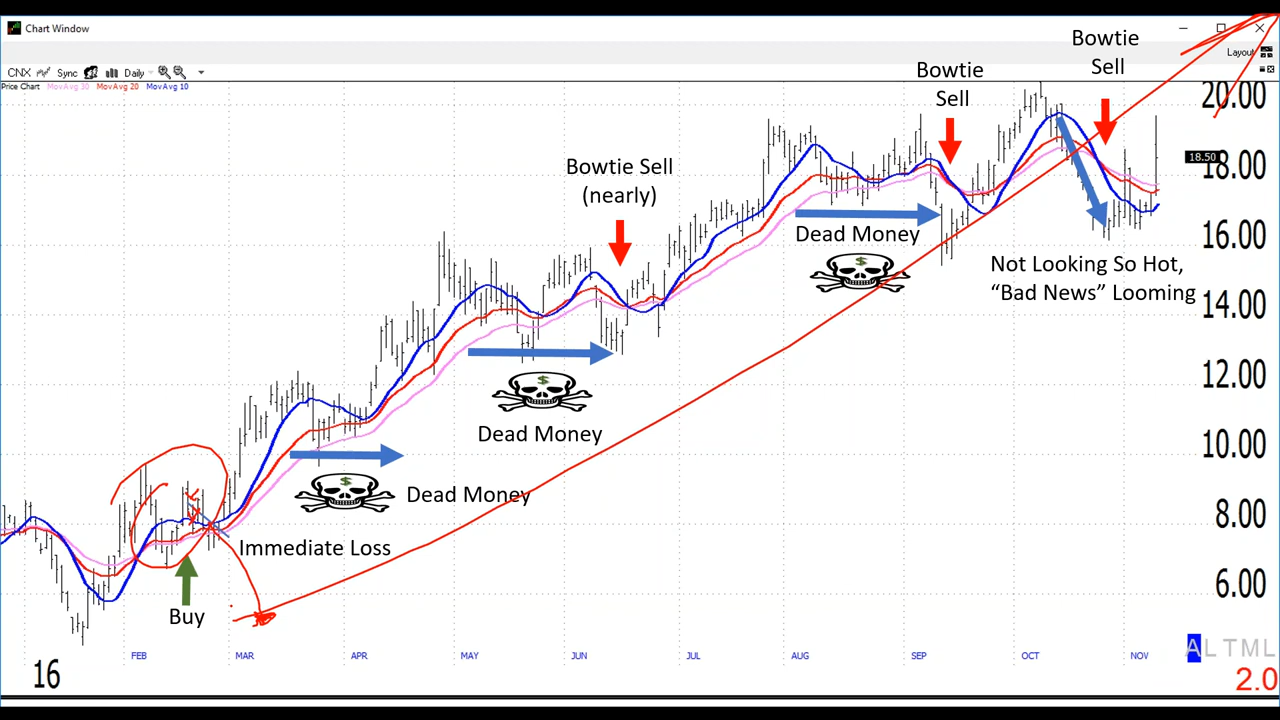 Chart Window
Layout
CNX
Sync
Daily
Price Chart MovAvg 30 MovAvg 20 MovAvg 10
Bowtie
Sell
Bowtie
Sell
Bowtie Sell
(nearly)
20.00
18.50
18.00
16.00
14.00
12.00
10.00
8.00
6.00
Dead Money
Not Looking So Hot,
“Bad News” Looming
Dead Money
Dead Money
Immediate Loss
Buy
FEB MAR APR MAY JUN JUL AUG SEP OCT NOV
16
ALTML
2.0